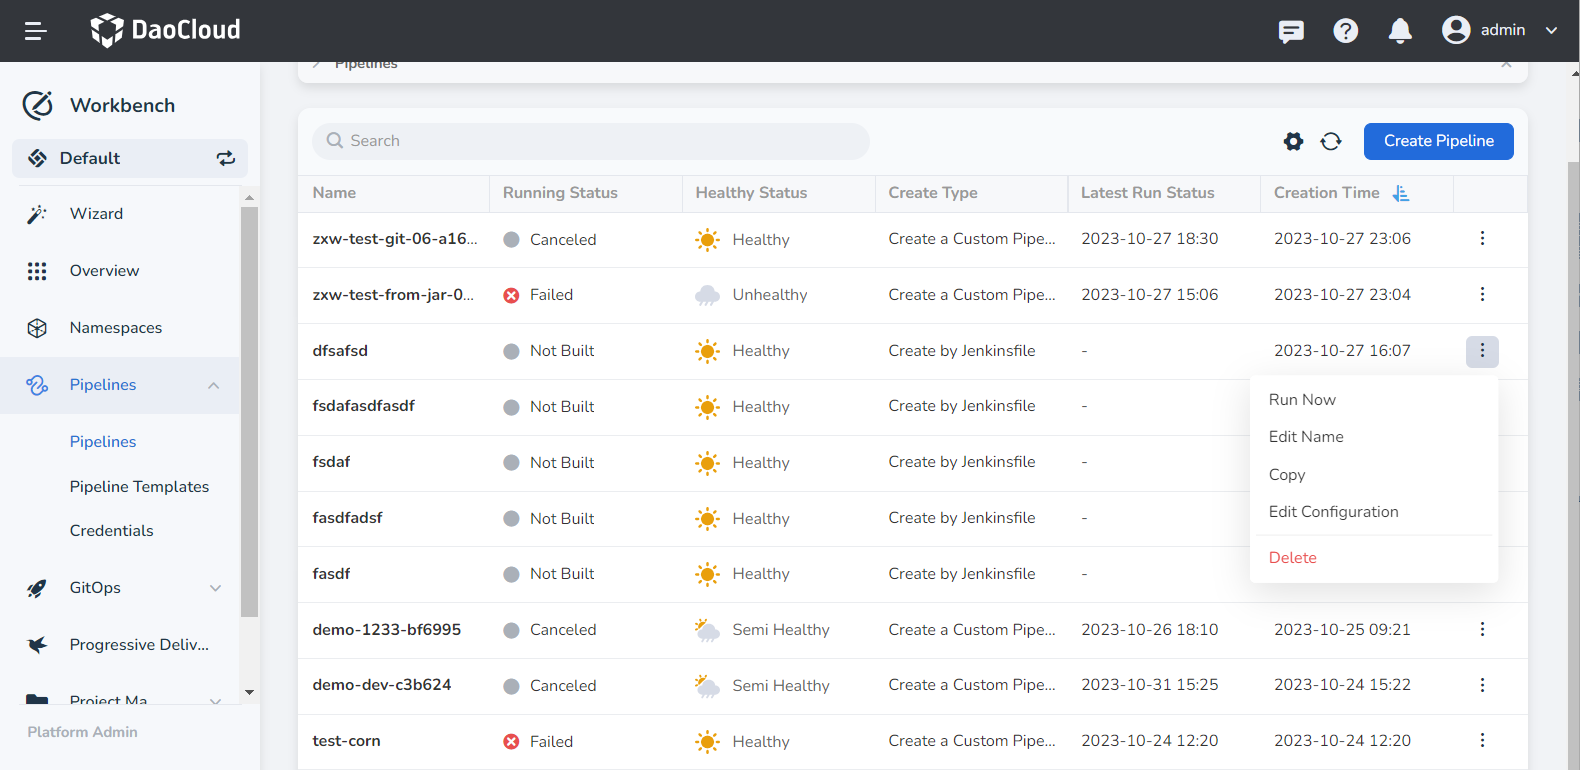 DaoCloud
admin
Pipelines
Workbench
Default
Wizard
Overview
Namespaces
Pipelines
Pipelines
Pipeline Templates
Credentials
GitOps
Progressive Deliv...
Project Ma
Platform Admin
Search
Create Pipeline
Name Running Status Healthy Status Create Type Latest Run Status Creation Time
zxw-test-git-06-a16... Canceled Healthy Create a Custom Pipe... 2023-10-27 18:30 2023-10-27 23:06
zxw-test-from-jar-0... Failed Unhealthy Create a Custom Pipe... 2023-10-27 15:06 2023-10-27 23:04
dfsafsd Not Built Healthy Create by Jenkinsfile - 2023-10-27 16:07
fsdafasdfasdf Not Built Healthy Create by Jenkinsfile -
fsdaf Not Built Healthy Create by Jenkinsfile -
fasdfadsf Not Built Healthy Create by Jenkinsfile -
fasdf Not Built Healthy Create by Jenkinsfile -
demo-1233-bf6995 Canceled Semi Healthy Create a Custom Pipe... 2023-10-26 18:10 2023-10-25 09:21
demo-dev-c3b624 Canceled Semi Healthy Create a Custom Pipe... 2023-10-31 15:25 2023-10-24 15:22
test-corn Failed Healthy Create a Custom Pipe... 2023-10-24 12:20 2023-10-24 12:20
Run Now
Edit Name
Copy
Edit Configuration
Delete